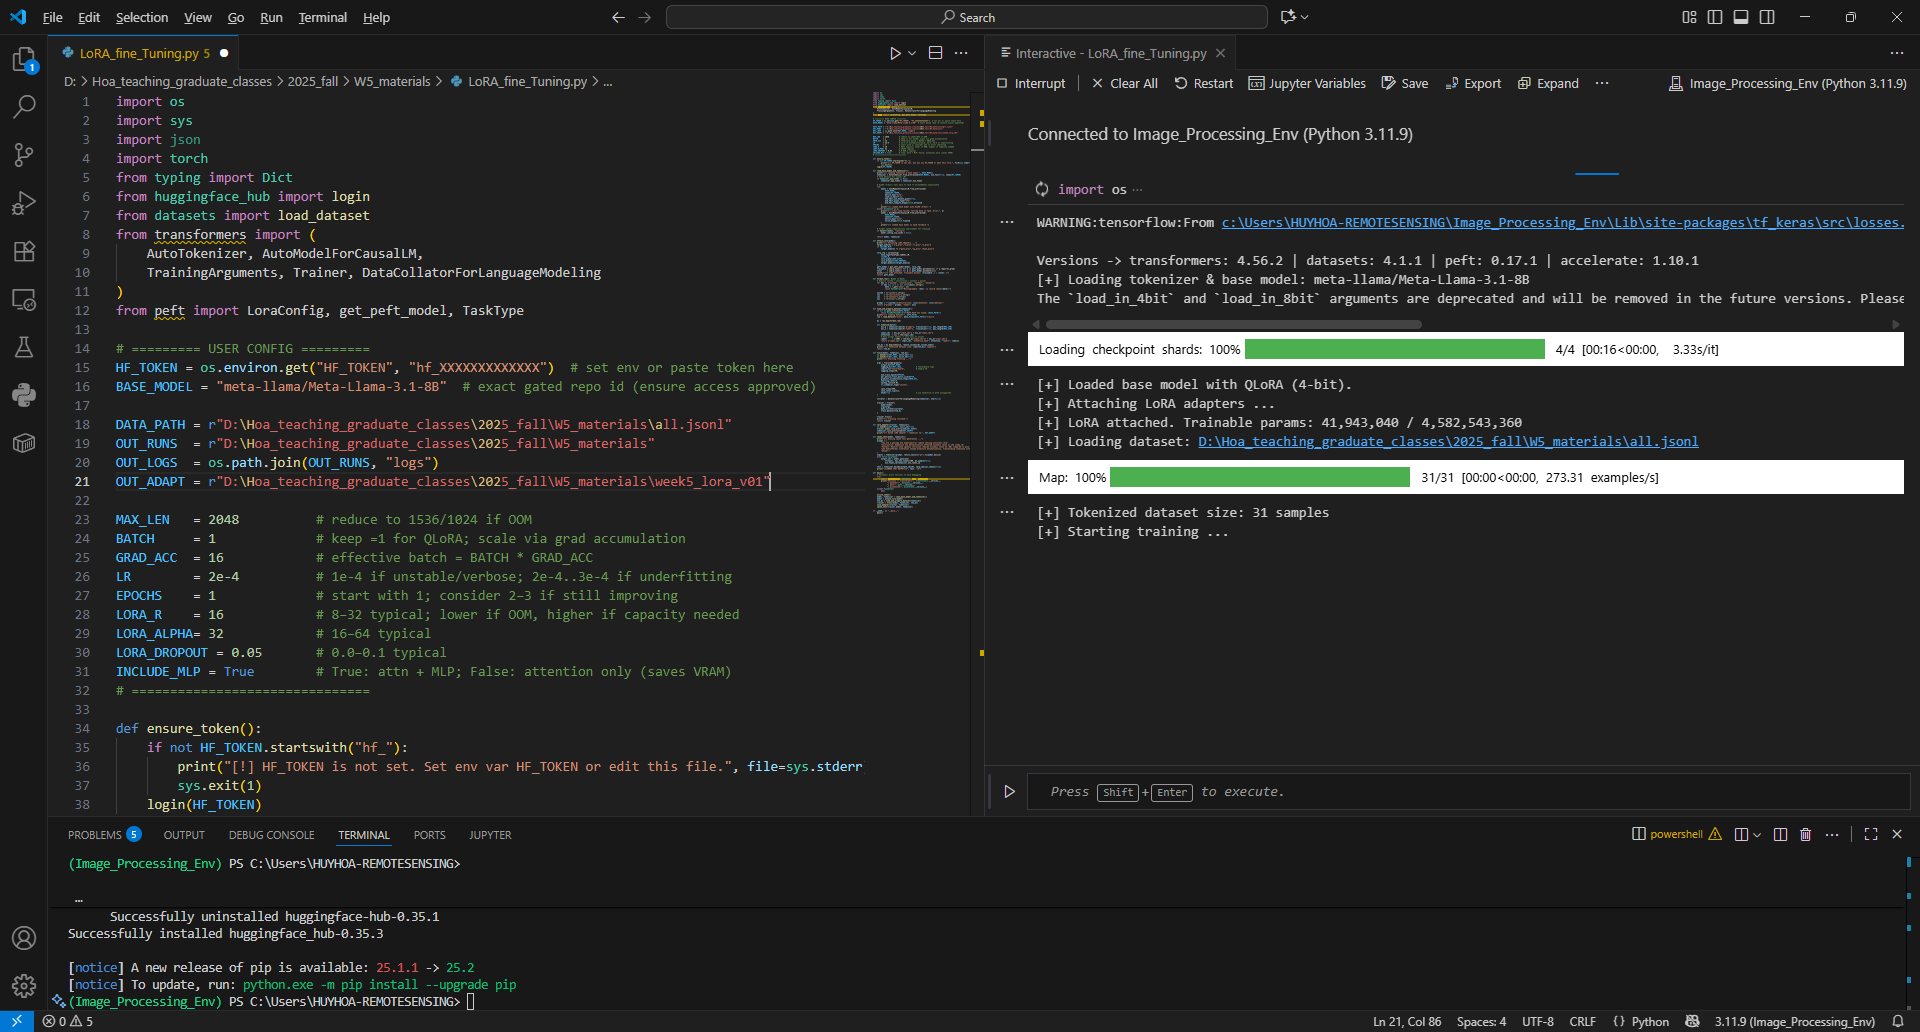 File Edit Selection View Go Run Terminal Help
Search
LoRA_fine_Tuning.py 5
D: > Hoa_teaching_graduate_classes > 2025_fall > W5_materials > LoRA_fine_Tuning.py > ...
1 import os
2 import sys
3 import json
4 import torch
5 from typing import Dict
6 from huggingface_hub import login
7 from datasets import load_dataset
8 from transformers import (
9 AutoTokenizer, AutoModelForCausalLM,
10 TrainingArguments, Trainer, DataCollatorForLanguageModeling
11 )
12 from peft import LoraConfig, get_peft_model, TaskType
13
14 # ========= USER CONFIG =========
15 HF_TOKEN = os.environ.get("HF_TOKEN", "hf_XXXXXXXXXXXXX") # set env or paste token here
16 BASE_MODEL = "meta-llama/Meta-Llama-3.1-8B" # exact gated repo id (ensure access approved)
17
18 DATA_PATH = r"D:\Hoa_teaching_graduate_classes\2025_fall\W5_materials\all.jsonl"
19 OUT_RUNS = r"D:\Hoa_teaching_graduate_classes\2025_fall\W5_materials"
20 OUT_LOGS = os.path.join(OUT_RUNS, "logs")
21 OUT_ADAPT = r"D:\Hoa_teaching_graduate_classes\2025_fall\W5_materials\week5_lora_v01"
22
23 MAX_LEN = 2048 # reduce to 1536/1024 if OOM
24 BATCH = 1 # keep =1 for QLoRA; scale via grad accumulation
25 GRAD_ACC = 16 # effective batch = BATCH * GRAD_ACC
26 LR = 2e-4 # 1e-4 if unstable/verbose; 2e-4..3e-4 if underfitting
27 EPOCHS = 1 # start with 1; consider 2–3 if still improving
28 LORA_R = 16 # 8–32 typical; lower if OOM, higher if capacity needed
29 LORA_ALPHA= 32 # 16–64 typical
30 LORA_DROPOUT = 0.05 # 0.0–0.1 typical
31 INCLUDE_MLP = True # True: attn + MLP; False: attention only (saves VRAM)
32 # ===============================
33
34 def ensure_token():
35 if not HF_TOKEN.startswith("hf_"):
36 print("[!] HF_TOKEN is not set. Set env var HF_TOKEN or edit this file.", file=sys.stderr
37 sys.exit(1)
38 login(HF_TOKEN)
Interactive - LoRA_fine_Tuning.py
Interrupt Clear All Restart Jupyter Variables Save Export Expand ... Image_Processing_Env (Python 3.11.9)
Connected to Image_Processing_Env (Python 3.11.9)
import os ...
WARNING:tensorflow:From c:\Users\HUYHOA-REMOTESENSING\Image_Processing_Env\Lib\site-packages\tf_keras\src\losses.
Versions -> transformers: 4.56.2 | datasets: 4.1.1 | peft: 0.17.1 | accelerate: 1.10.1
[+] Loading tokenizer & base model: meta-llama/Meta-Llama-3.1-8B
The `load_in_4bit` and `load_in_8bit` arguments are deprecated and will be removed in the future versions. Please
Loading checkpoint shards: 100% 4/4 [00:16<00:00, 3.33s/it]
[+] Loaded base model with QLoRA (4-bit).
[+] Attaching LoRA adapters ...
[+] LoRA attached. Trainable params: 41,943,040 / 4,582,543,360
[+] Loading dataset: D:\Hoa_teaching_graduate_classes\2025_fall\W5_materials\all.jsonl
Map: 100% 31/31 [00:00<00:00, 273.31 examples/s]
[+] Tokenized dataset size: 31 samples
[+] Starting training ...
Press Shift + Enter to execute.
PROBLEMS 5 OUTPUT DEBUG CONSOLE TERMINAL PORTS JUPYTER
powershell
(Image_Processing_Env) PS C:\Users\HUYHOA-REMOTESENSING>
…
Successfully uninstalled huggingface-hub-0.35.1
Successfully installed huggingface_hub-0.35.3
[notice] A new release of pip is available: 25.1.1 -> 25.2
[notice] To update, run: python.exe -m pip install --upgrade pip
(Image_Processing_Env) PS C:\Users\HUYHOA-REMOTESENSING>
0 5
Ln 21, Col 86 Spaces: 4 UTF-8 CRLF {} Python 3.11.9 (Image_Processing_Env)